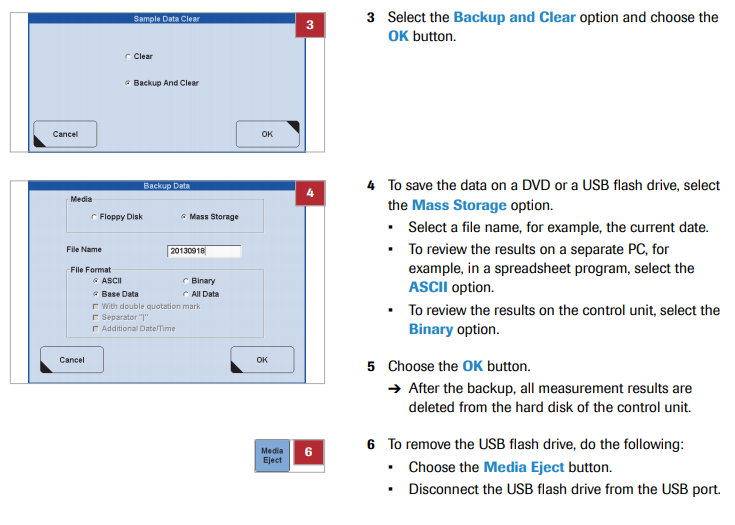 Sample Data Clear
3
Clear
Backup And Clear
Cancel
OK
3 Select the Backup and Clear option and choose the
OK button.
Backup Data
4
Media
Floppy Disk
Mass Storage
File Name
20130918
File Format
ASCII
Binary
Base Data
All Data
With double quotation mark
Separator "|"
Additional Date/Time
Cancel
OK
4 To save the data on a DVD or a USB flash drive, select
the Mass Storage option.
▪ Select a file name, for example, the current date.
▪ To review the results on a separate PC, for
example, in a spreadsheet program, select the
ASCII option.
▪ To review the results on the control unit, select the
Binary option.
5 Choose the OK button.
➔ After the backup, all measurement results are
deleted from the hard disk of the control unit.
Media
Eject
6
6 To remove the USB flash drive, do the following:
▪ Choose the Media Eject button.
▪ Disconnect the USB flash drive from the USB port.